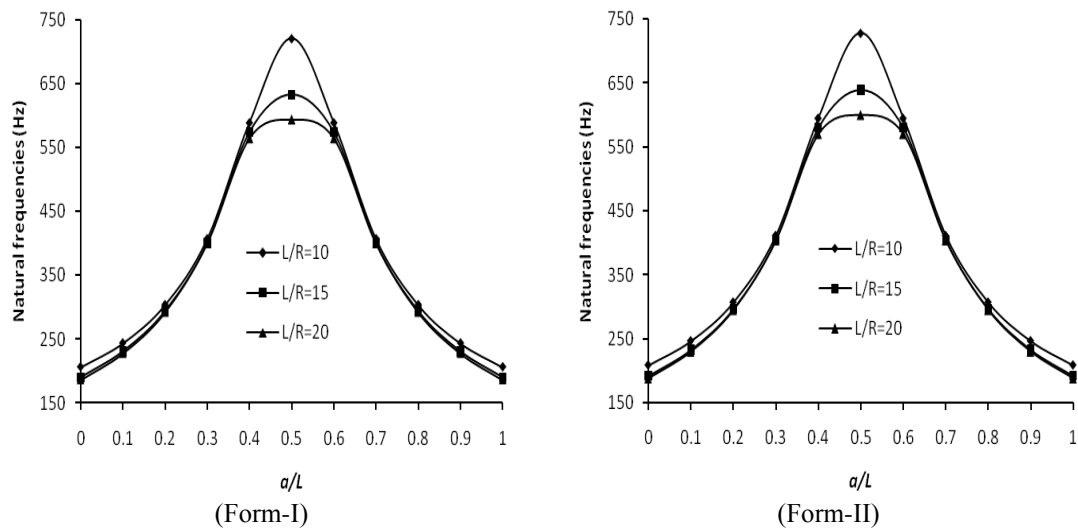 750
650
550
450
350
250
150
Natural frequencies (Hz)
L/R=10
L/R=15
L/R=20
0 0.1 0.2 0.3 0.4 0.5 0.6 0.7 0.8 0.9 1
a/L
(Form-I)
750
650
550
450
350
250
150
Natural frequencies (Hz)
L/R=10
L/R=15
L/R=20
0 0.1 0.2 0.3 0.4 0.5 0.6 0.7 0.8 0.9 1
a/L
(Form-II)